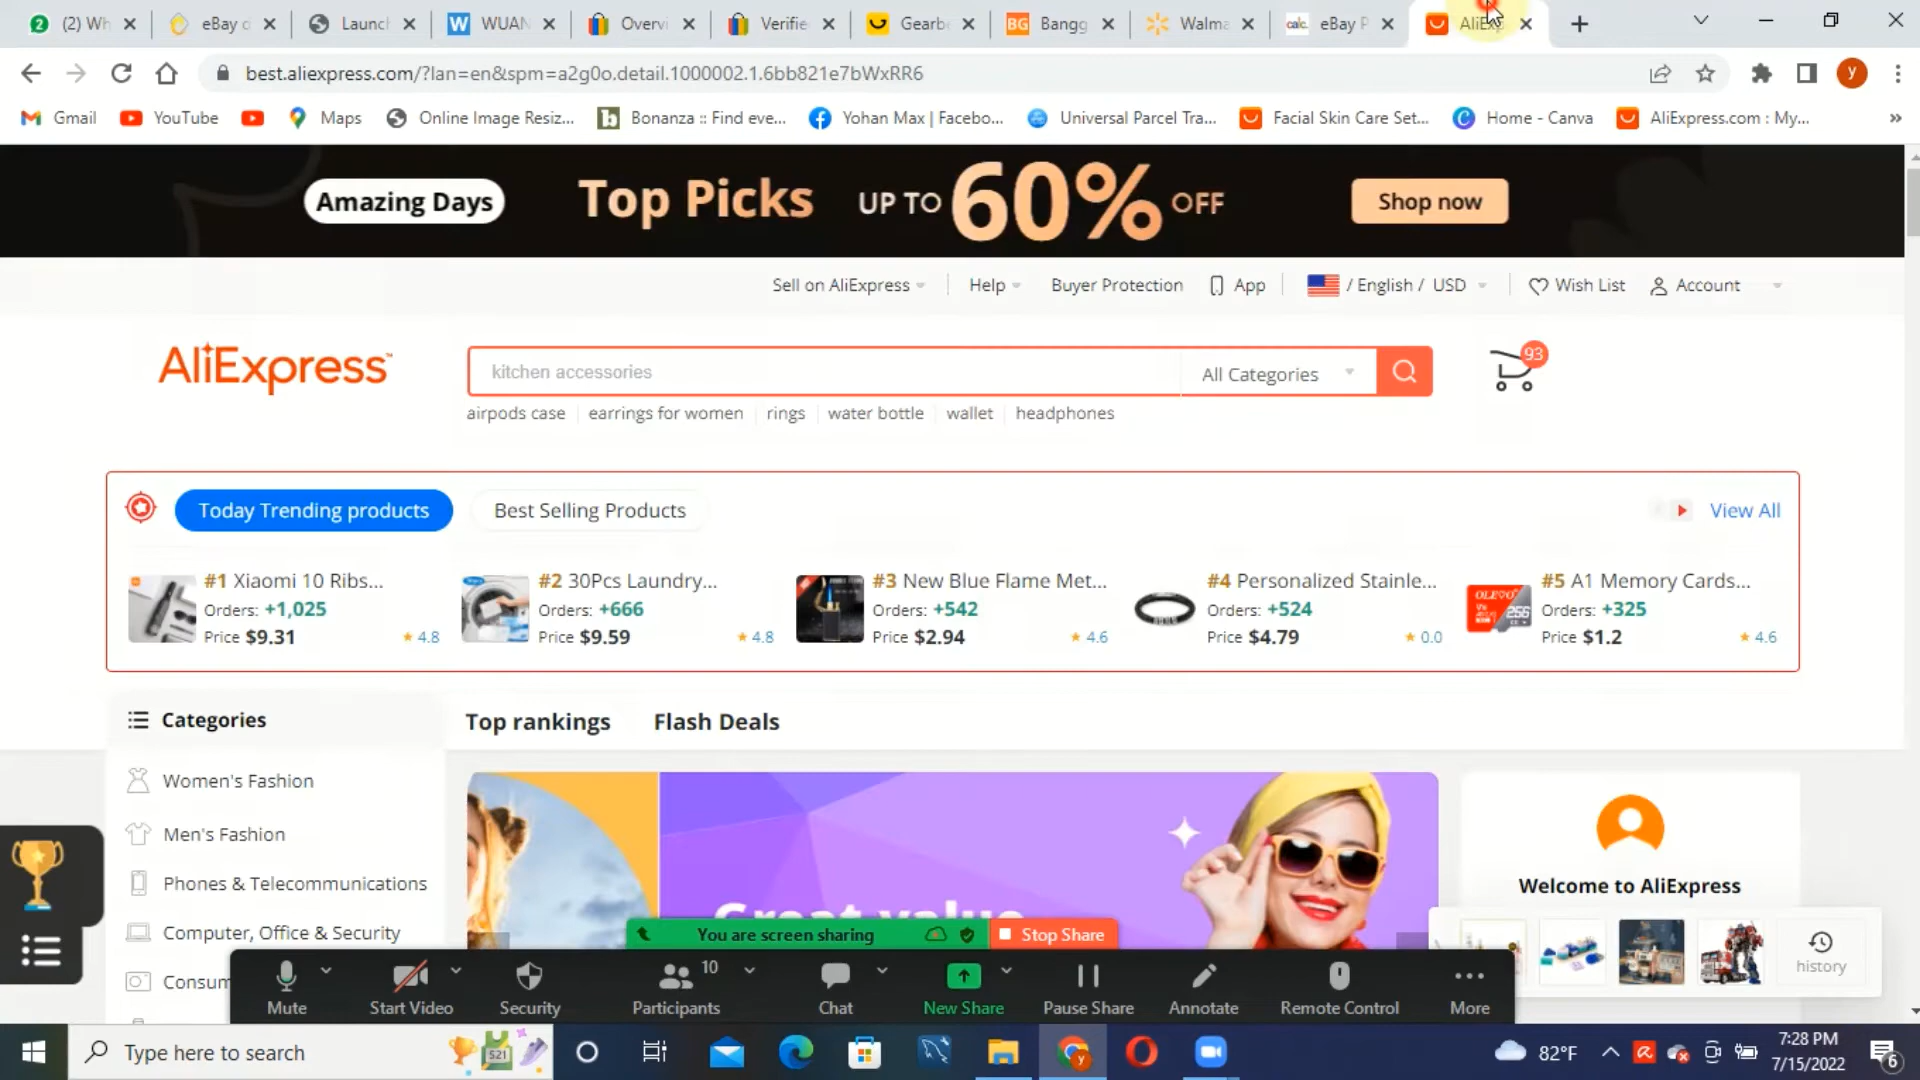 (2) Wh
eBay o
Launch
WUAN
Overvi
Verifie
Gearbe
Bangg
Walma
eBay P
AliExp
best.aliexpress.com/?lan=en&spm=a2g0o.detail.1000002.1.6bb821e7bWxRR6
y
Gmail
YouTube
Maps
Online Image Resiz...
Bonanza :: Find eve...
Yohan Max | Facebo...
Universal Parcel Tra...
Facial Skin Care Set...
Home - Canva
AliExpress.com : My...
Amazing Days
Top Picks UP TO 60% OFF
Shop now
Sell on AliExpress
Help
Buyer Protection
App
/ English / USD
Wish List
Account
AliExpress
kitchen accessories
All Categories
93
airpods case
earrings for women
rings
water bottle
wallet
headphones
Today Trending products
Best Selling Products
View All
#1 Xiaomi 10 Ribs...
Orders: +1,025
Price $9.31
4.8
#2 30Pcs Laundry...
Orders: +666
Price $9.59
4.8
#3 New Blue Flame Met...
Orders: +542
Price $2.94
4.6
#4 Personalized Stainle...
Orders: +524
Price $4.79
0.0
#5 A1 Memory Cards...
Orders: +325
Price $1.2
4.6
Categories
Top rankings
Flash Deals
Women's Fashion
Men's Fashion
Phones & Telecommunications
Computer, Office & Security
Consum
Great value
Welcome to AliExpress
history
You are screen sharing
Stop Share
Mute
Start Video
Security
10
Participants
Chat
New Share
Pause Share
Annotate
Remote Control
More
Type here to search
82°F
7:28 PM
7/15/2022
6